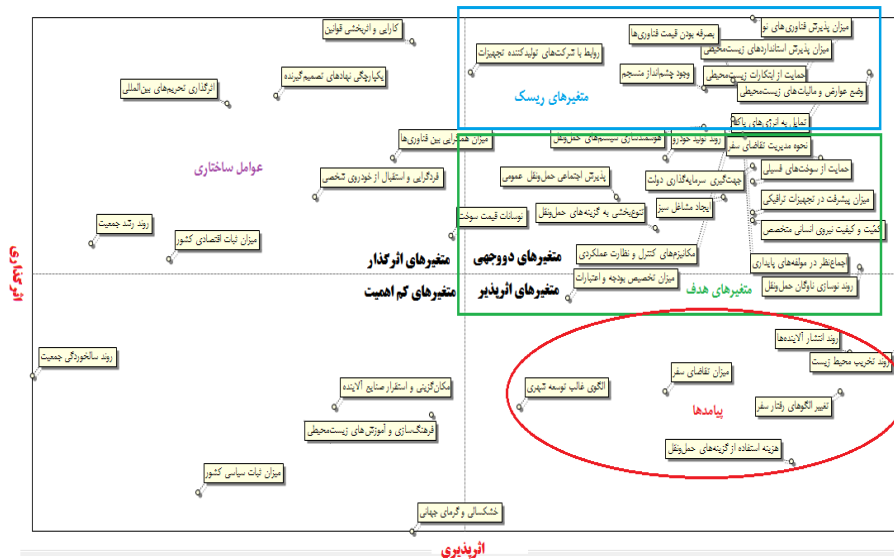 میزان پذیرش فناوری‌های نو
کارایی و اثربخشی قوانین
بصرفه بودن قیمت فناوری‌ها
میزان پذیرش استانداردهای زیست‌محیطی
روابط با شرکت‌های تولیدکننده تجهیزات
حمایت از ابتکارات زیست‌محیطی
وجود چشم‌انداز منسجم
یکپارچگی نهادهای تصمیم‌گیرنده
اثرگذاری تحریم‌های بین‌المللی
وضع عوارض و مالیات‌های زیست‌محیطی
متغیرهای ریسک
تمایل به انرژی‌های پاک
هوشمندسازی سیستم‌های حمل‌ونقل
روند تولید خودرو
میزان همگرایی بین فناوری‌ها
نحوه مدیریت تقاضای سفر
عوامل ساختاری
حمایت از سوخت‌های فسیلی
فردگرایی و استقبال از خودروی شخصی
پذیرش اجتماعی حمل‌ونقل عمومی
جهت‌گیری سرمایه‌گذاری دولت
میزان پیشرفت در تجهیزات ترافیکی
ایجاد مشاغل سبز
تنوع‌بخشی به گزینه‌های حمل‌ونقل
نوسانات قیمت سوخت
روند رشد جمعیت
کمیّت و کیفیت نیروی انسانی متخصص
میزان ثبات اقتصادی کشور
مکانیزم‌های کنترل و نظارت عملکردی
متغیرهای دووجهی
متغیرهای اثرگذار
اجماع‌نظر در مولفه‌های پایداری
اثرگذاری
میزان تخصیص بودجه و اعتبارات
روند نوسازی ناوگان حمل‌ونقل
متغیرهای هدف
متغیرهای اثرپذیر
متغیرهای کم اهمیت
روند انتشار آلاینده‌ها
روند سالخوردگی جمعیت
روند تخریب محیط زیست
میزان تقاضای سفر
الگوی غالب توسعه شهری
مکان‌گزینی و استقرار صنایع آلاینده
تغییر الگوهای رفتار سفر
پیامدها
فرهنگ‌سازی و آموزش‌های زیست‌محیطی
هزینه استفاده از گزینه‌های حمل‌ونقل
میزان ثبات سیاسی کشور
خشکسالی و گرمای جهانی
اثرپذیری